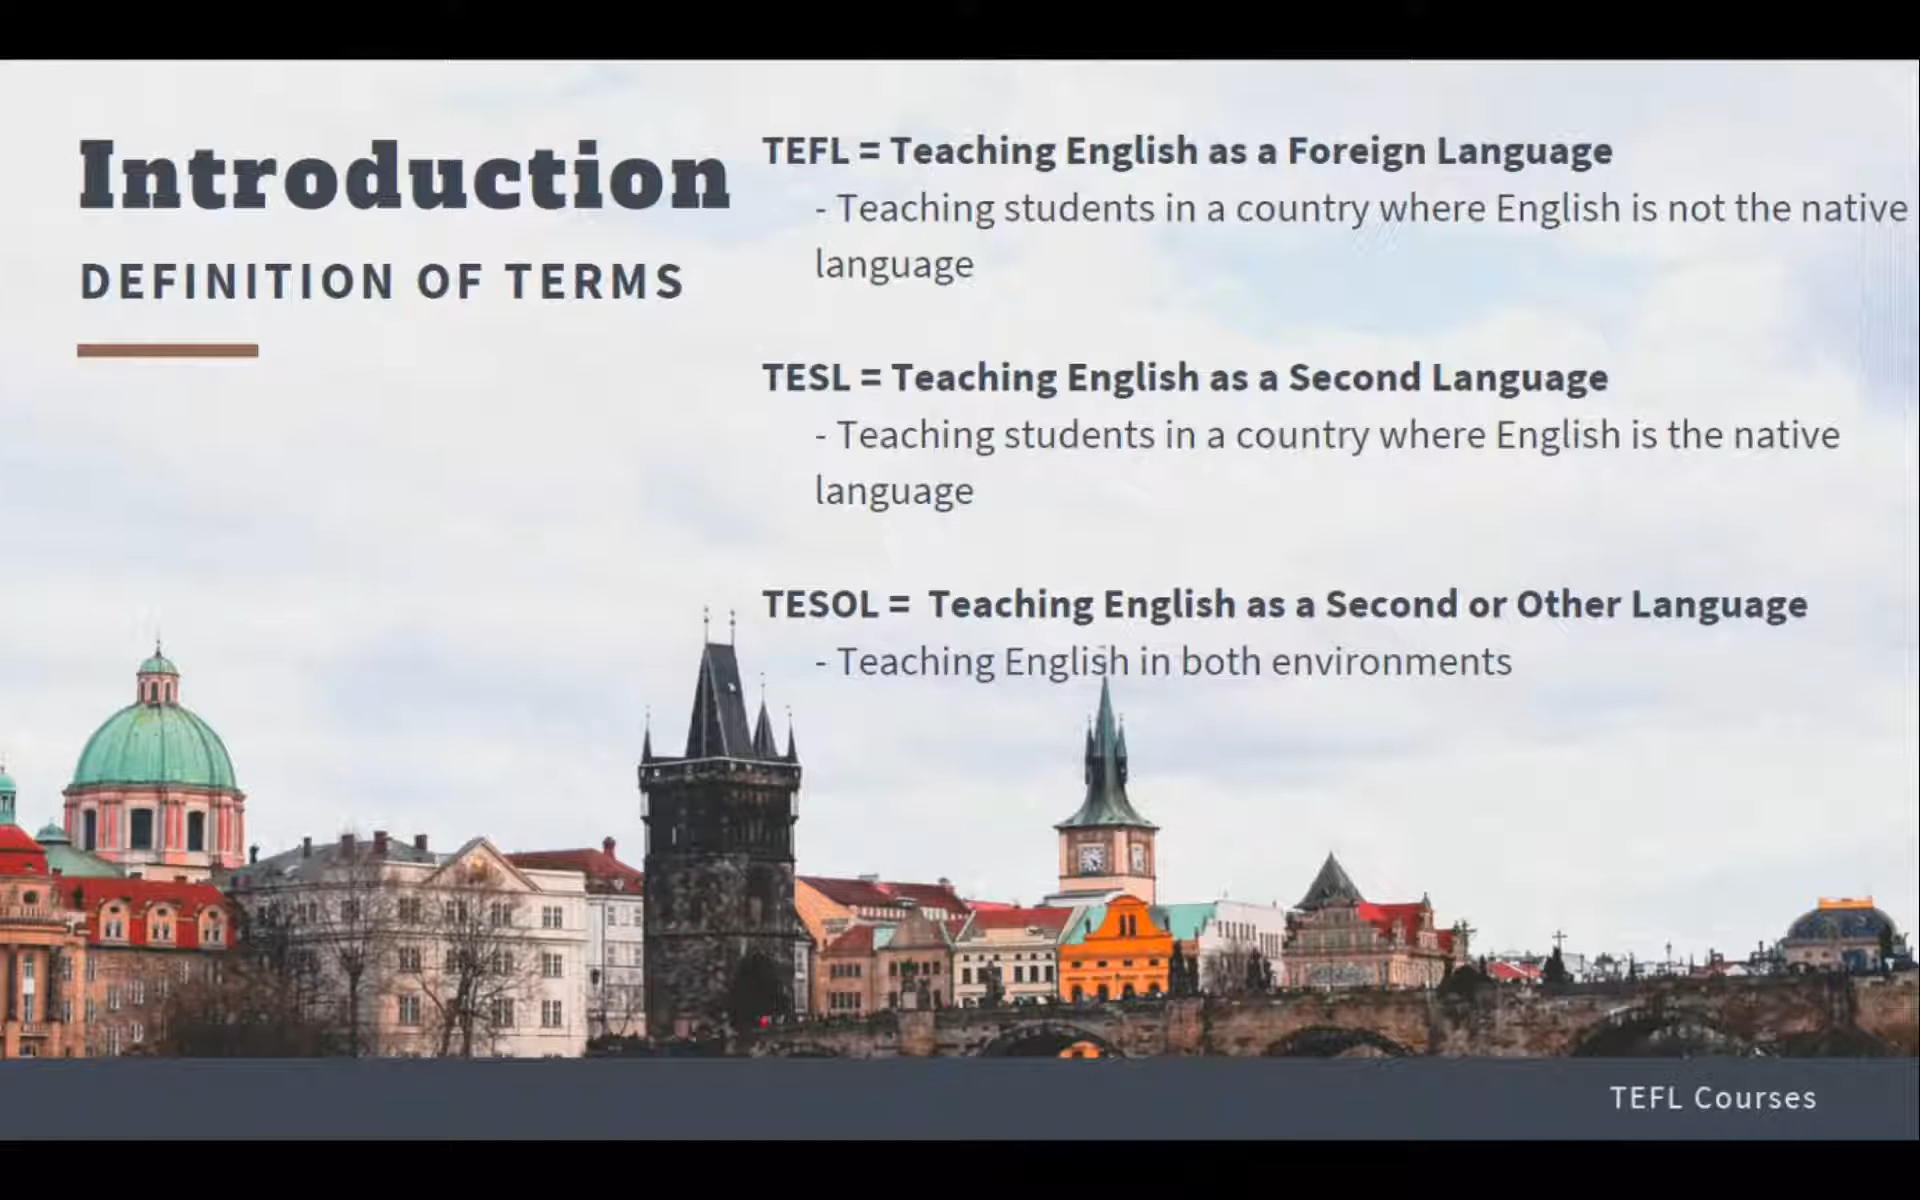 Introduction
DEFINITION OF TERMS
TEFL = Teaching English as a Foreign Language
- Teaching students in a country where English is not the native
language
TESL = Teaching English as a Second Language
- Teaching students in a country where English is the native
language
TESOL = Teaching English as a Second or Other Language
- Teaching English in both environments
TEFL Courses